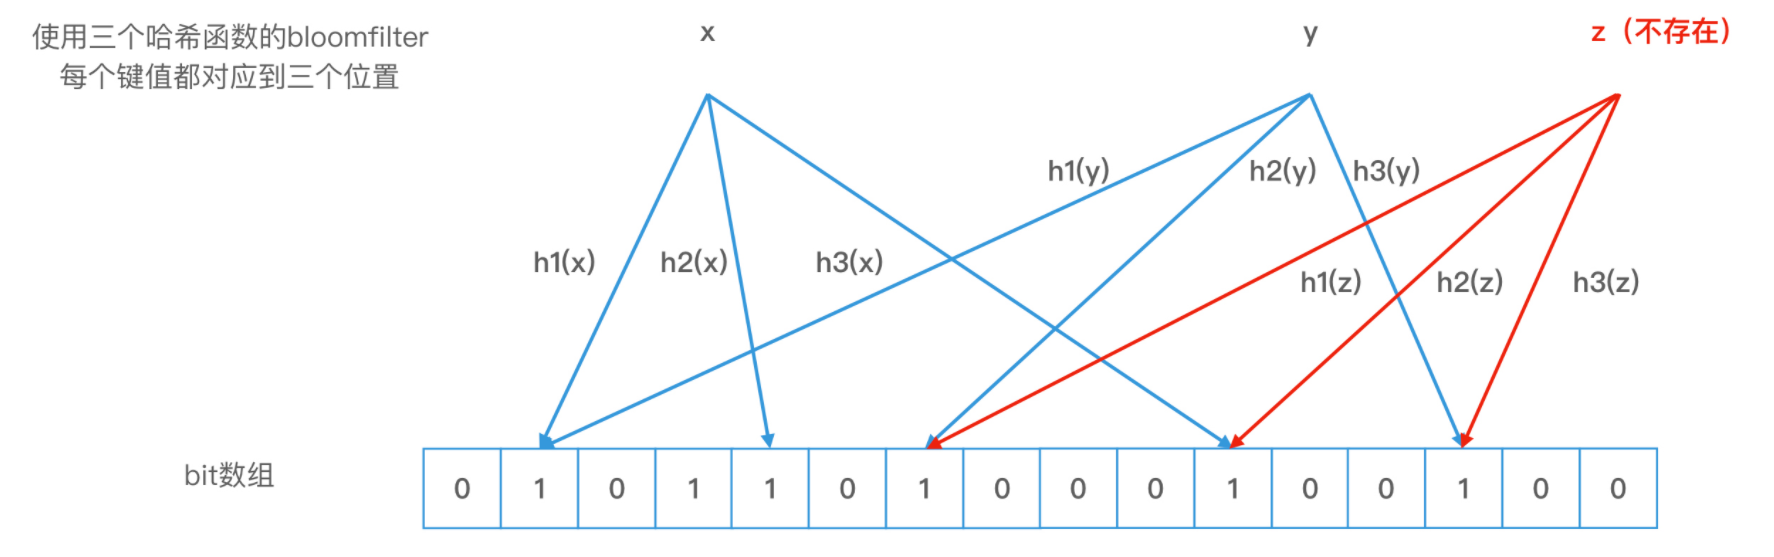 使用三个哈希函数的bloomfilter
每个键值都对应到三个位置
x
y
z（不存在）
h1(y)
h2(y)
h3(y)
h1(x)
h2(x)
h3(x)
h1(z)
h2(z)
h3(z)
bit数组
0 1 0 1 1 0 1 0 0 0 1 0 0 1 0 0